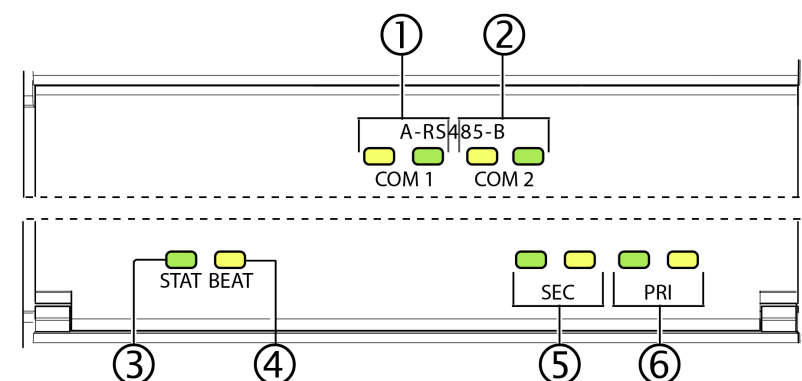 ① ②
A-RS485-B
COM 1 COM 2
STAT BEAT
SEC PRI
③ ④ ⑤ ⑥